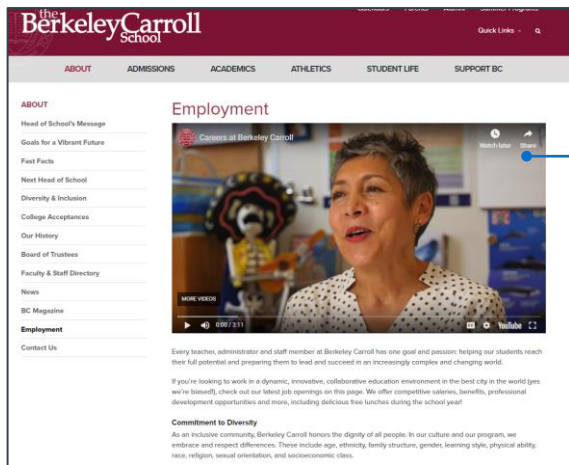 the
BerkeleyCarroll
School
Calendars Parents Alumni Summer Programs
Quick Links
ABOUT ADMISSIONS ACADEMICS ATHLETICS STUDENT LIFE SUPPORT BC
ABOUT
Head of School's Message
Goals for a Vibrant Future
Fast Facts
Next Head of School
Diversity & Inclusion
College Acceptances
Our History
Board of Trustees
Faculty & Staff Directory
News
BC Magazine
Employment
Contact Us
Employment
Careers at Berkeley Carroll
Watch later Share
MORE VIDEOS
0:00 / 3:11
CC YouTube
Every teacher, administrator and staff member at Berkeley Carroll has one goal and passion: helping our students reach
their full potential and preparing them to lead and succeed in an increasingly complex and changing world.
If you're looking to work in a dynamic, innovative, collaborative education environment in the best city in the world (yes
we're biased!), check out our latest job openings on this page. We offer competitive salaries, benefits, professional
development opportunities and more, including delicious free lunches during the school year!
Commitment to Diversity
As an inclusive community, Berkeley Carroll honors the dignity of all people. In our culture and our program, we
embrace and respect differences. These include age, ethnicity, family structure, gender, learning style, physical ability,
race, religion, sexual orientation, and socioeconomic class.